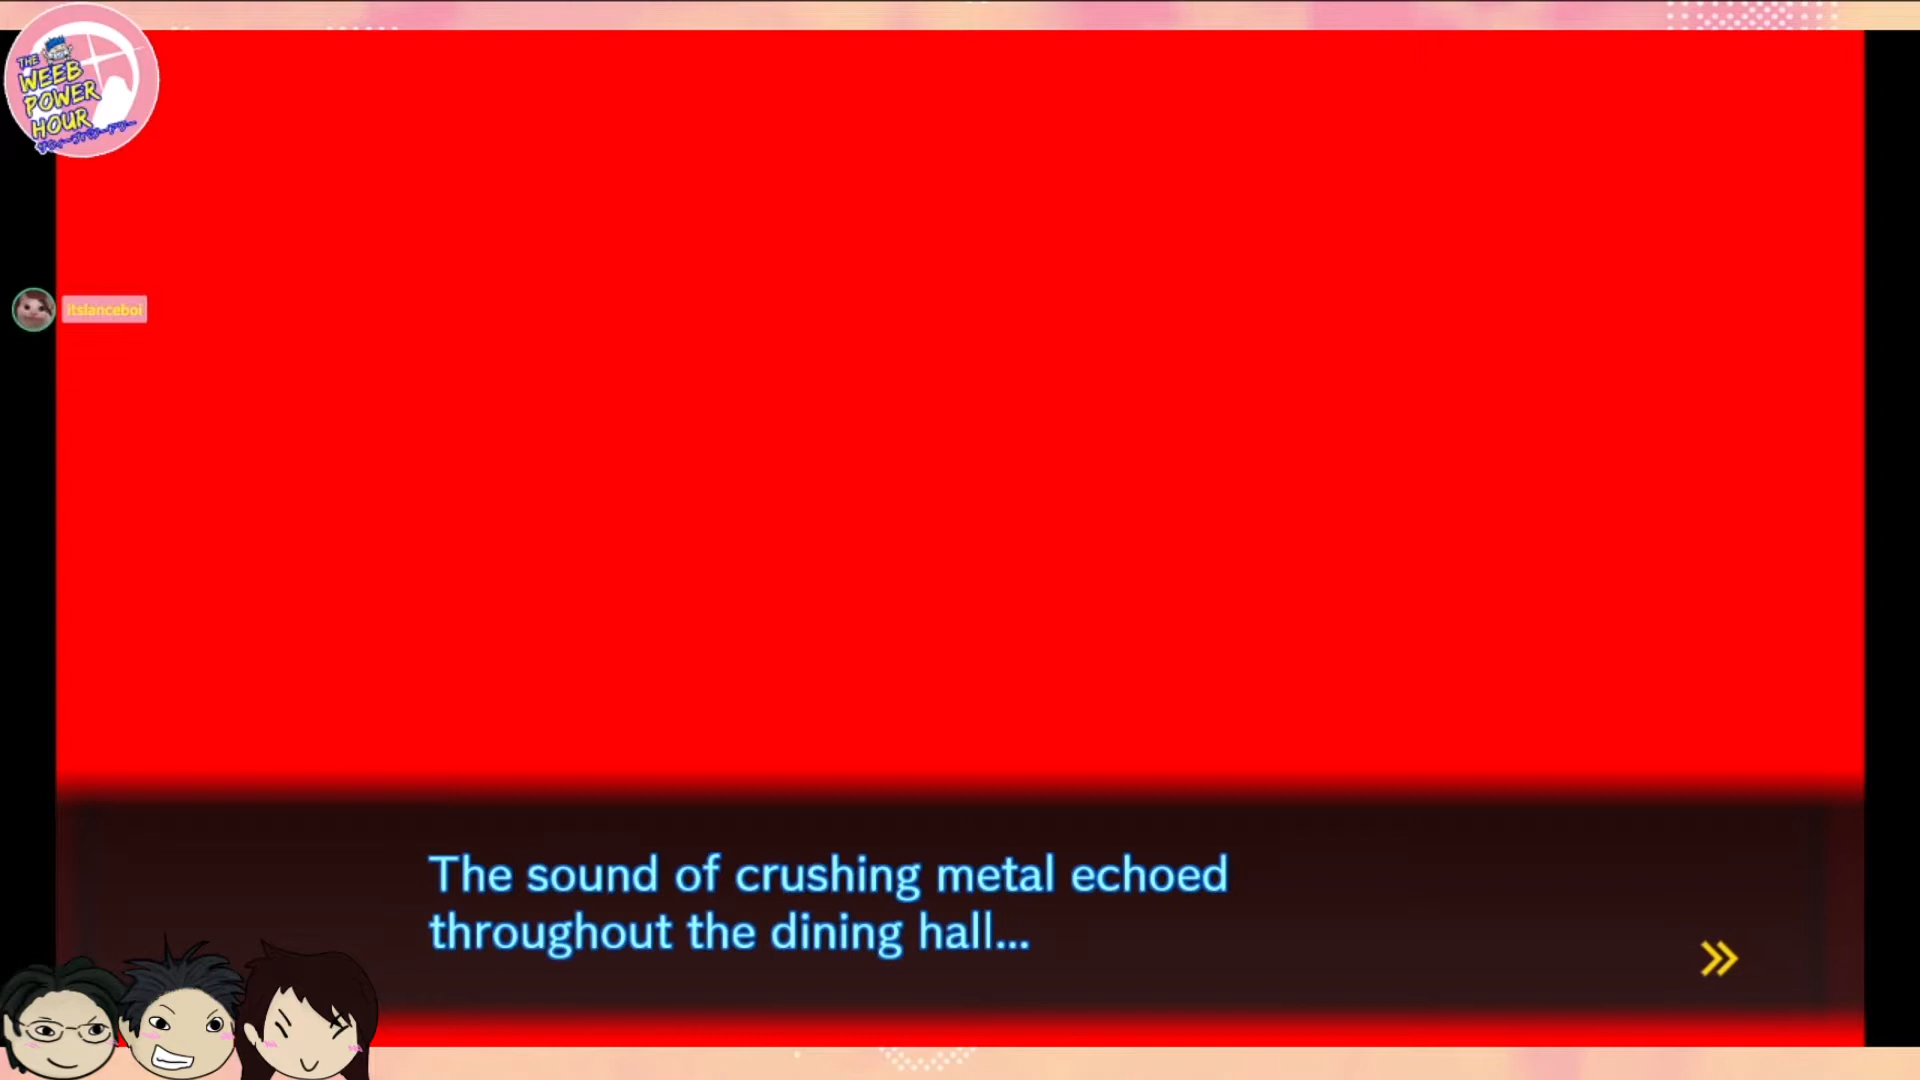 THE
WEEB
POWER
HOUR
itslanceboi
The sound of crushing metal echoed
throughout the dining hall...